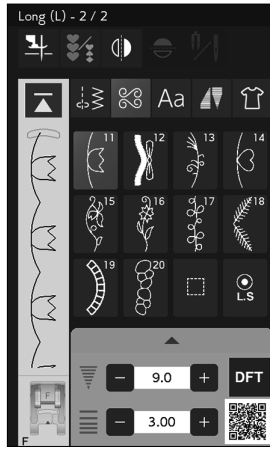 Long (L) - 2 / 2
Aa
11 12 13 14
15 16 17 18
19 20 L.S
F
− 9.0 + DFT
− 3.00 +
F